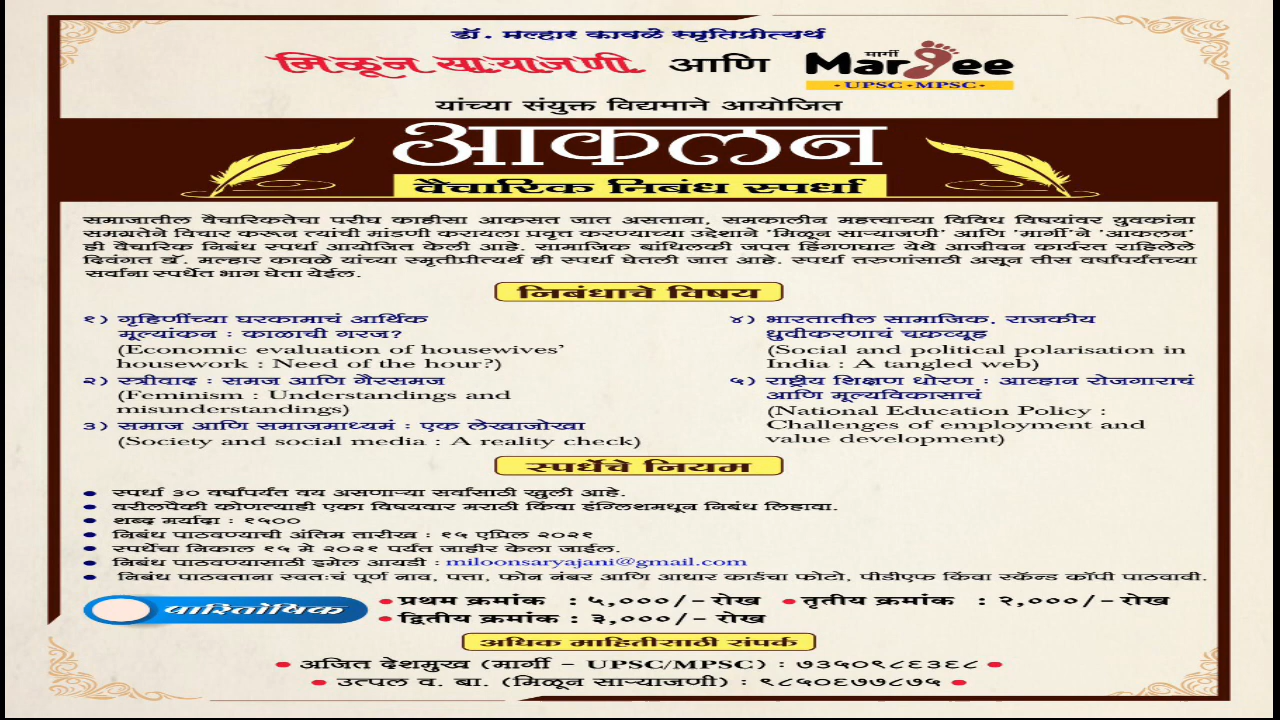 डॉ. मल्हार कावळे स्मृतिप्रीत्यर्थ
मिळून साऱ्याजणी आणि मार्गी Margee
• UPSC • MPSC •
यांच्या संयुक्त विद्यमाने आयोजित
आकलन
वैचारिक निबंध स्पर्धा
समाजातील वैचारिकतेचा परीघ काहीसा आकसत जात असताना, समकालीन महत्त्वाच्या विविध विषयांवर युवकांना
समग्रतेने विचार करून त्यांची मांडणी करायला प्रवृत्त करण्याच्या उद्देशाने 'मिळून साऱ्याजणी' आणि 'मार्गी'ने 'आकलन'
ही वैचारिक निबंध स्पर्धा आयोजित केली आहे. सामाजिक बांधिलकी जपत हिंगणघाट येथे आजीवन कार्यरत राहिलेले
दिवंगत डॉ. मल्हार कावळे यांच्या स्मृतीप्रीत्यर्थ ही स्पर्धा घेतली जात आहे. स्पर्धा तरुणांसाठी असून तीस वर्षांपर्यंतच्या
सर्वांना स्पर्धेत भाग घेता येईल.
निबंधाचे विषय
१) गृहिणींच्या घरकामाचं आर्थिक
मूल्यांकन : काळाची गरज?
(Economic evaluation of housewives'
housework : Need of the hour?)
२) स्त्रीवाद : समज आणि गैरसमज
(Feminism : Understandings and
misunderstandings)
३) समाज आणि समाजमाध्यमं : एक लेखाजोखा
(Society and social media : A reality check)
४) भारतातील सामाजिक. राजकीय
ध्रुवीकरणाचं चक्रव्यूह
(Social and political polarisation in
India : A tangled web)
५) राष्ट्रीय शिक्षण धोरण : आव्हान रोजगाराचं
आणि मूल्यविकासाचं
(National Education Policy :
Challenges of employment and
value development)
स्पर्धेचे नियम
• स्पर्धा ३० वर्षांपर्यंत वय असणाऱ्या सर्वांसाठी खुली आहे.
• वरीलपैकी कोणत्याही एका विषयवार मराठी किंवा इंग्लिशमधून निबंध लिहावा.
• शब्द मर्यादा : १५००
• निबंध पाठवण्याची अंतिम तारीख : १५ एप्रिल २०२१
• स्पर्धेचा निकाल १५ मे २०२१ पर्यंत जाहीर केला जाईल.
• निबंध पाठवण्यासाठी इमेल आयडी : miloonsaryajani@gmail.com
• निबंध पाठवताना स्वतःचं पूर्ण नाव, पत्ता, फोन नंबर आणि आधार कार्डचा फोटो, पीडीएफ किंवा स्कॅन्ड कॉपी पाठवावी.
पारितोषिक
• प्रथम क्रमांक : ५,०००/- रोख • तृतीय क्रमांक : २,०००/- रोख
• द्वितीय क्रमांक : ३,०००/- रोख
अधिक माहितीसाठी संपर्क
• अजित देशमुख (मार्गी - UPSC/MPSC) : ७३५०९८६३६८ •
• उत्पल व. बा. (मिळून साऱ्याजणी) : ९८५०६७७८७५ •